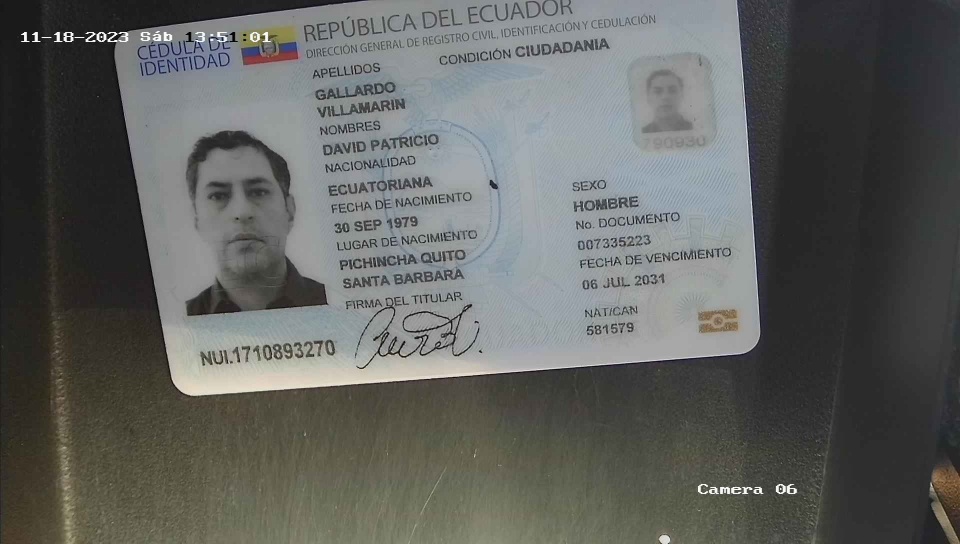 11-18-2023 Sáb 13:51:01
CÉDULA DE
IDENTIDAD
REPÚBLICA DEL ECUADOR
DIRECCIÓN GENERAL DE REGISTRO CIVIL, IDENTIFICACIÓN Y CEDULACIÓN
APELLIDOS
CONDICIÓN CIUDADANIA
GALLARDO
VILLAMARIN
NOMBRES
DAVID PATRICIO
NACIONALIDAD
ECUATORIANA
FECHA DE NACIMIENTO
30 SEP 1979
LUGAR DE NACIMIENTO
PICHINCHA QUITO
SANTA BARBARA
FIRMA DEL TITULAR
790930
SEXO
HOMBRE
No. DOCUMENTO
007335223
FECHA DE VENCIMIENTO
06 JUL 2031
NAT/CAN
581579
NUI.1710893270
Camera 06